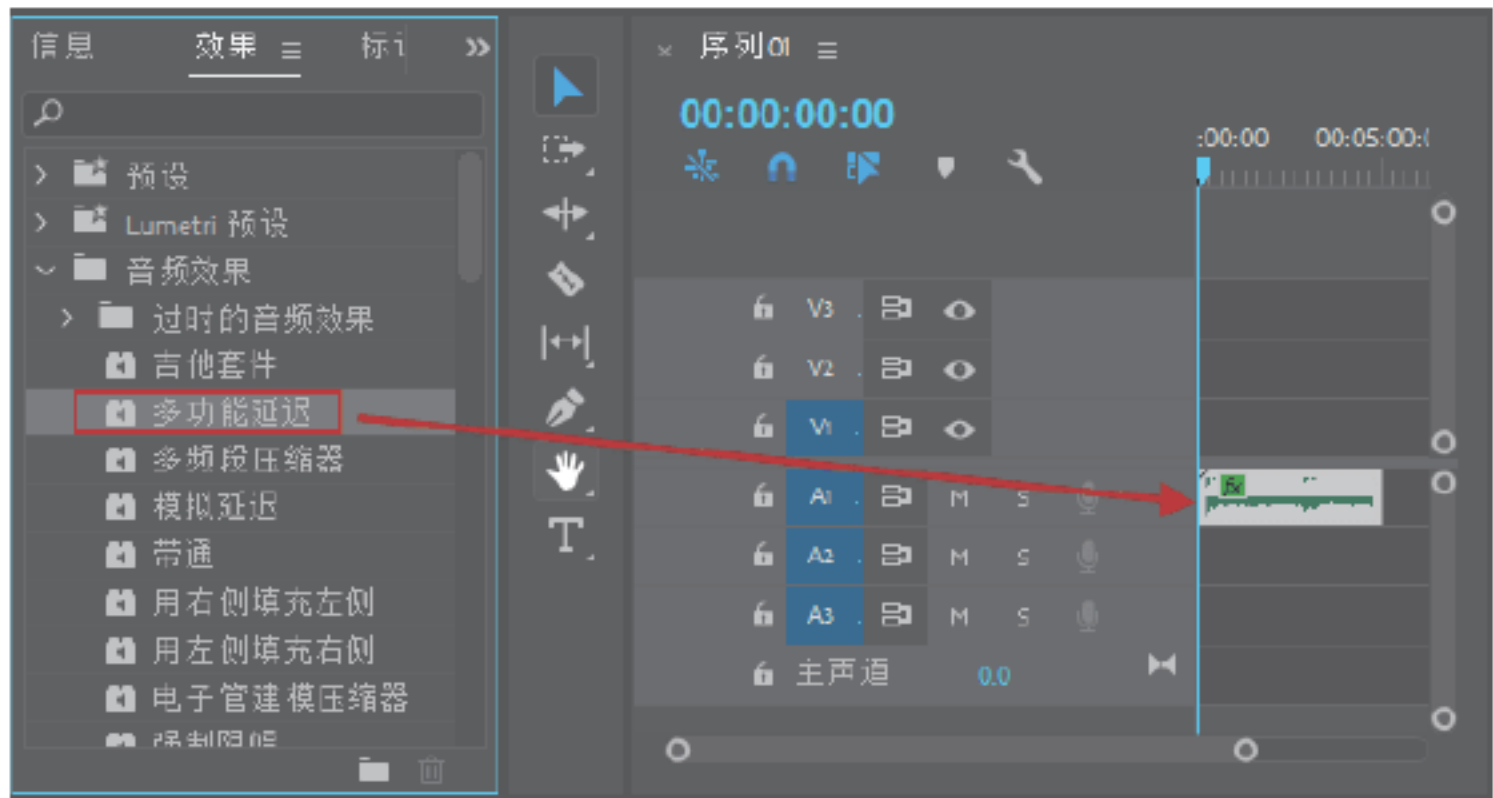 信息 效果 标
预设
Lumetri 预设
音频效果
过时的音频效果
吉他套件
多功能延迟
多频段压缩器
模拟延迟
带通
用右侧填充左侧
用左侧填充右侧
电子管建模压缩器
T
× 序列01
00:00:00:00
:00:00 00:05:00:
V3
V2
V1
fx
A1 M S
A2 M S
A3 M S
主声道 0.0